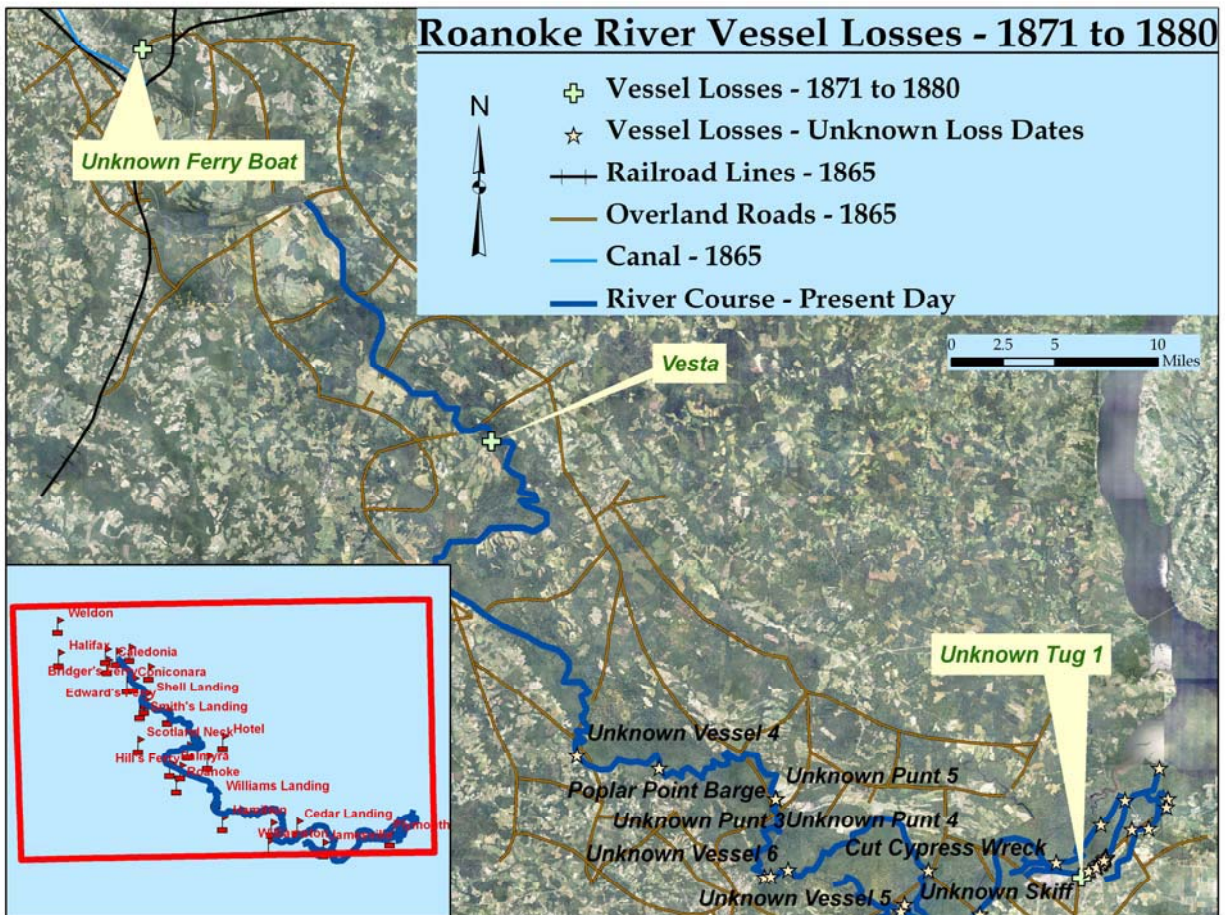 Roanoke River Vessel Losses - 1871 to 1880
N
Vessel Losses - 1871 to 1880
Vessel Losses - Unknown Loss Dates
Railroad Lines - 1865
Overland Roads - 1865
Canal - 1865
River Course - Present Day
0 2.5 5 10
Miles
Unknown Ferry Boat
Vesta
Unknown Tug 1
Unknown Vessel 4
Unknown Punt 5
Poplar Point Barge
Unknown Punt 3
Unknown Punt 4
Unknown Vessel 6
Cut Cypress Wreck
Unknown Vessel 5
Unknown Skiff
Weldon
Halifax
Caledonia
Bridger's Ferry
Coniconara
Edward's Ferry
Shell Landing
Smith's Landing
Scotland Neck
Hotel
Hill's Ferry
Palmyra
Roanoke
Williams Landing
Hamilton
Cedar Landing
Williamston
Jamesville
Plymouth